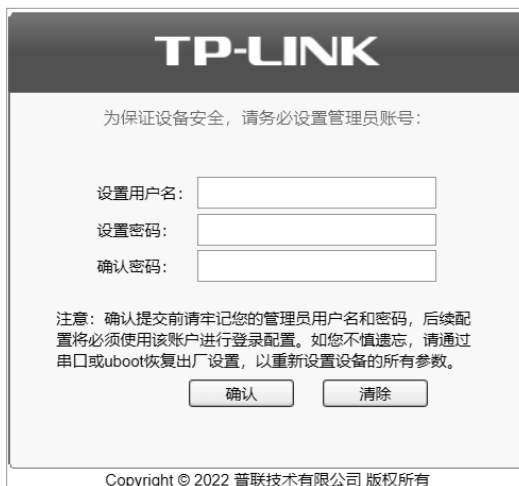 TP-LINK
为保证设备安全，请务必设置管理员账号：
设置用户名：
设置密码：
确认密码：
注意：确认提交前请牢记您的管理员用户名和密码，后续配
置将必须使用该账户进行登录配置。如您不慎遗忘，请通过
串口或uboot恢复出厂设置，以重新设置设备的所有参数。
确认 清除
Copyright © 2022 普联技术有限公司 版权所有